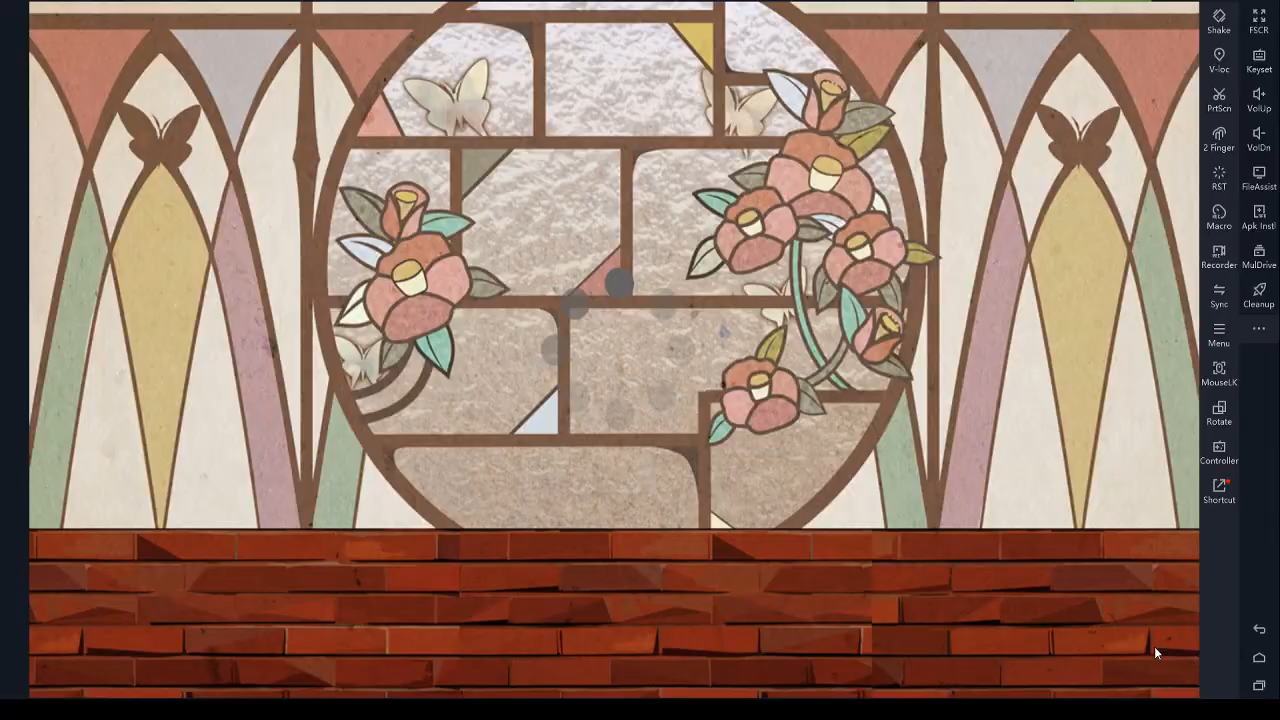 Shake
FSCR
V-loc
Keyset
PrtScn
VolUp
2 Finger
VolDn
RST
FileAssist
Macro
Apk Inst
Recorder
MulDrive
Sync
Cleanup
Menu
MouseLK
Rotate
Controller
Shortcut